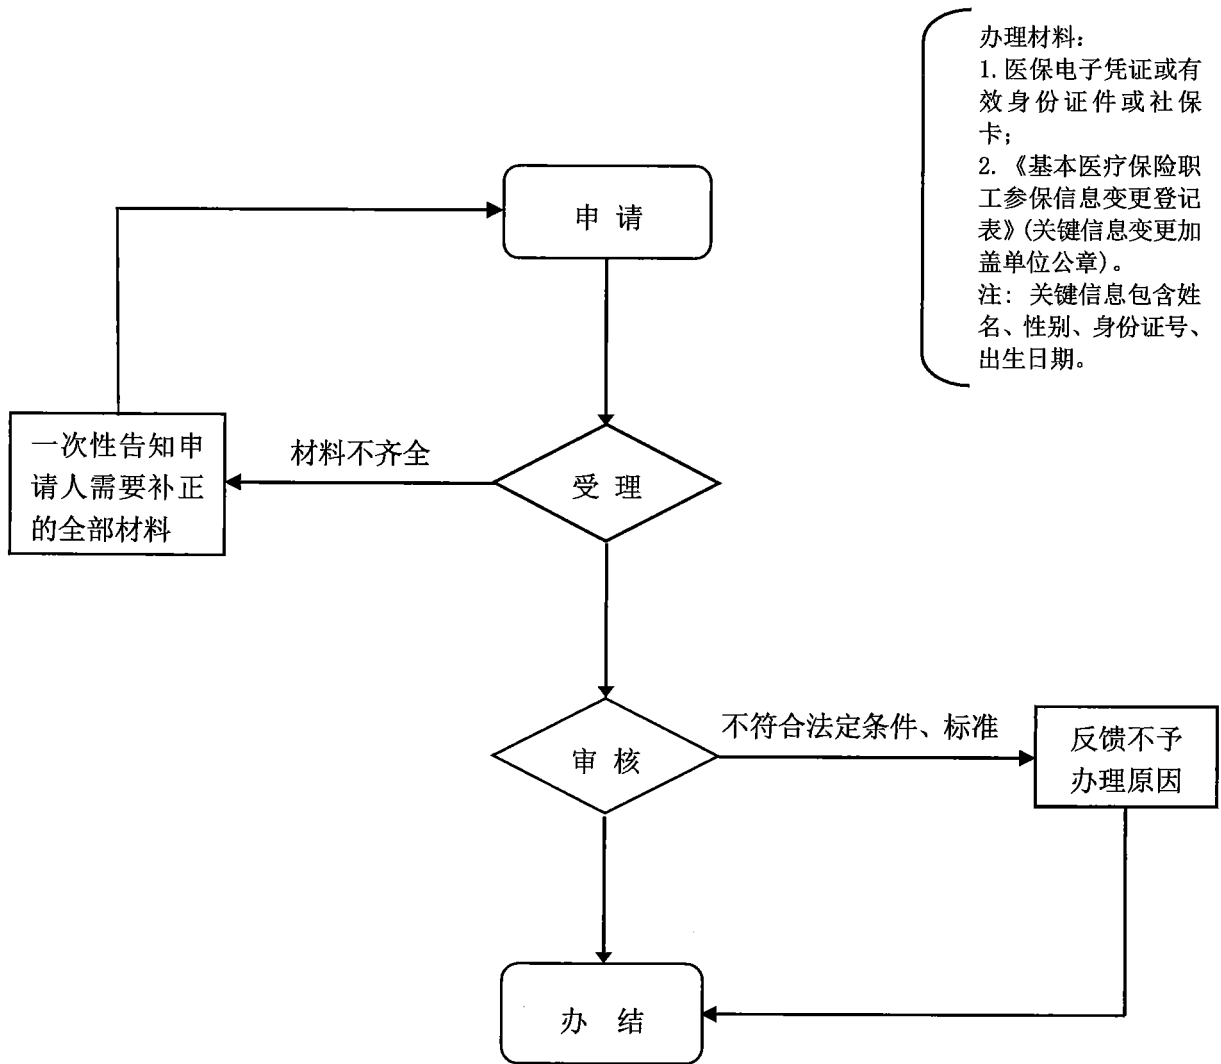 办理材料：
1.医保电子凭证或有
效身份证件或社保
卡；
2.《基本医疗保险职
工参保信息变更登记
表》(关键信息变更加
盖单位公章)。
注：关键信息包含姓
名、性别、身份证号、
出生日期。
申请
一次性告知申
请人需要补正
的全部材料
材料不齐全
受理
审核
不符合法定条件、标准
反馈不予
办理原因
办结